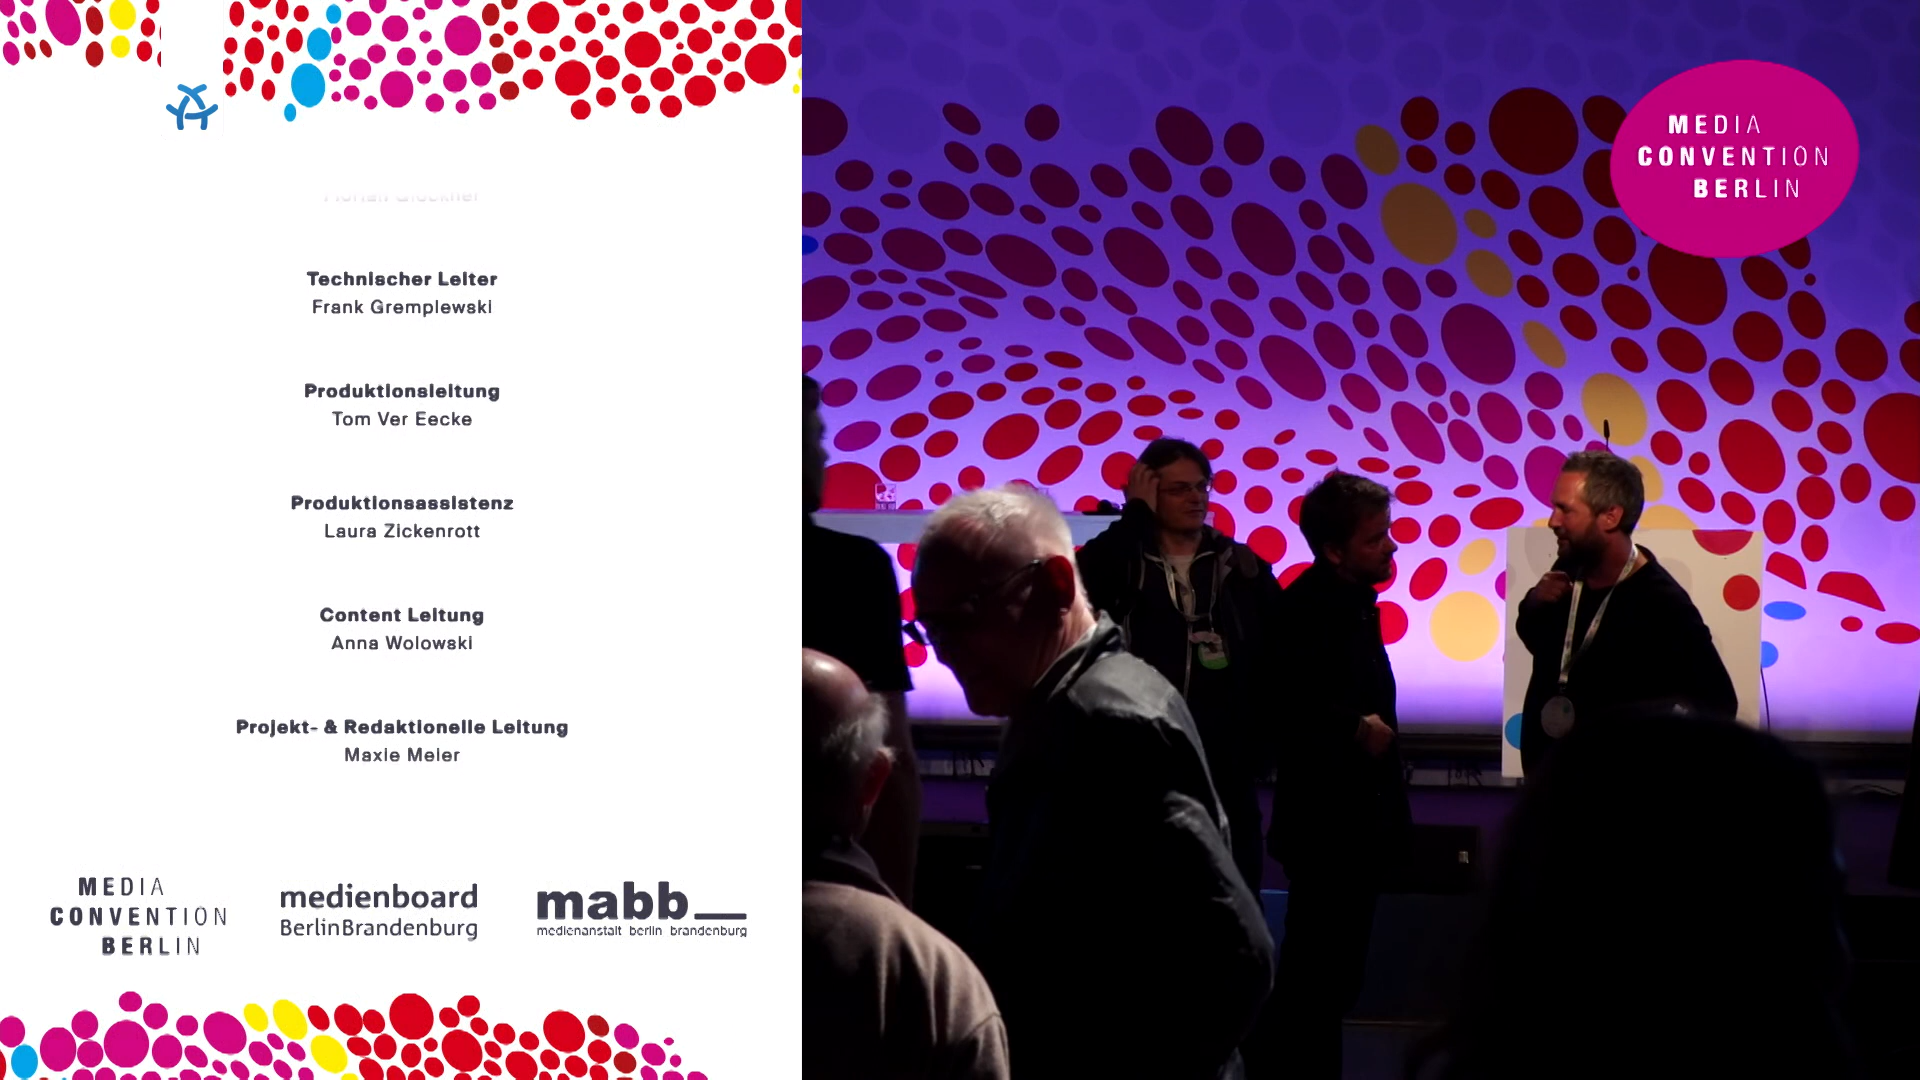 Technischer Leiter
Frank Gremplewski
Produktionsleitung
Tom Ver Eecke
Produktionsassistenz
Laura Zickenrott
Content Leitung
Anna Wolowski
Projekt- & Redaktionelle Leitung
Maxie Meier
MEDIA
CONVENTION
BERLIN
medienboard
BerlinBrandenburg
mabb
medienanstalt berlin brandenburg
MEDIA
CONVENTION
BERLIN